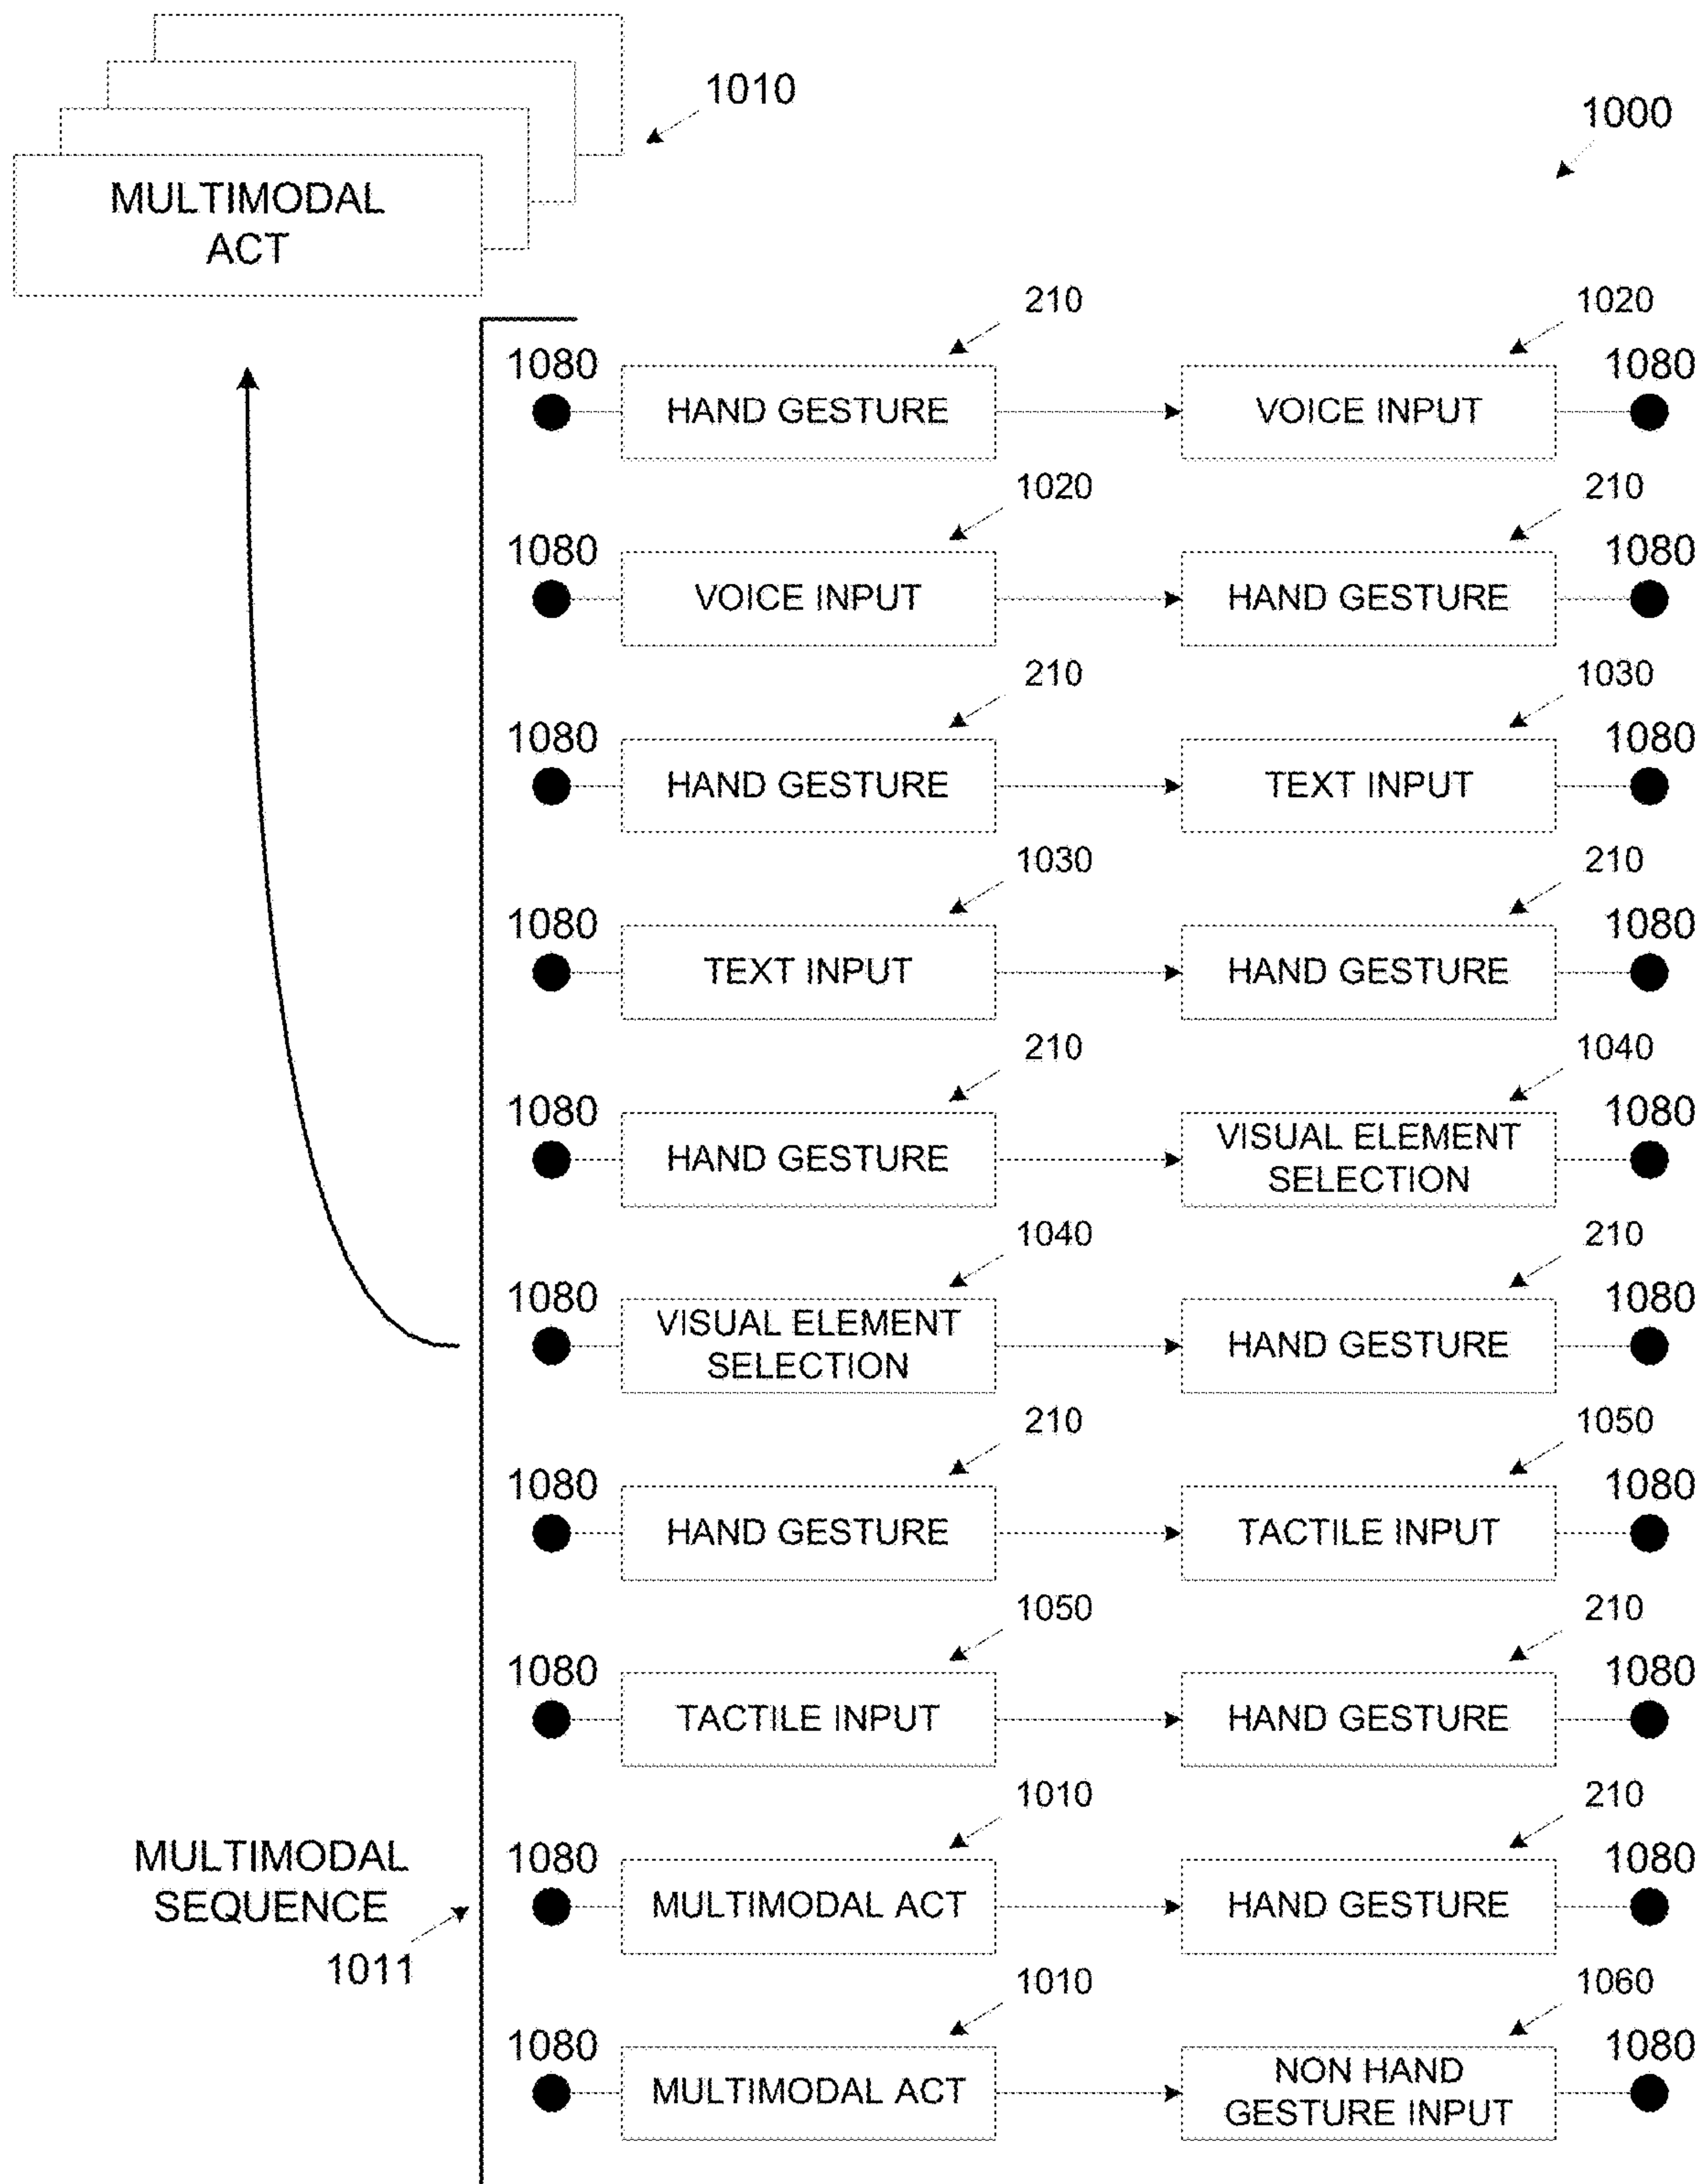 1010
1000
MULTIMODAL
ACT
210
1020
1080
HAND GESTURE
VOICE INPUT
1080
1020
210
1080
VOICE INPUT
HAND GESTURE
1080
210
1030
1080
HAND GESTURE
TEXT INPUT
1080
1030
210
1080
TEXT INPUT
HAND GESTURE
1080
210
1040
1080
HAND GESTURE
VISUAL ELEMENT
SELECTION
1080
1040
210
1080
VISUAL ELEMENT
SELECTION
HAND GESTURE
1080
210
1050
1080
HAND GESTURE
TACTILE INPUT
1080
1050
210
1080
TACTILE INPUT
HAND GESTURE
1080
1010
210
MULTIMODAL
SEQUENCE
1011
1080
MULTIMODAL ACT
HAND GESTURE
1080
1010
1060
1080
MULTIMODAL ACT
NON HAND
GESTURE INPUT
1080